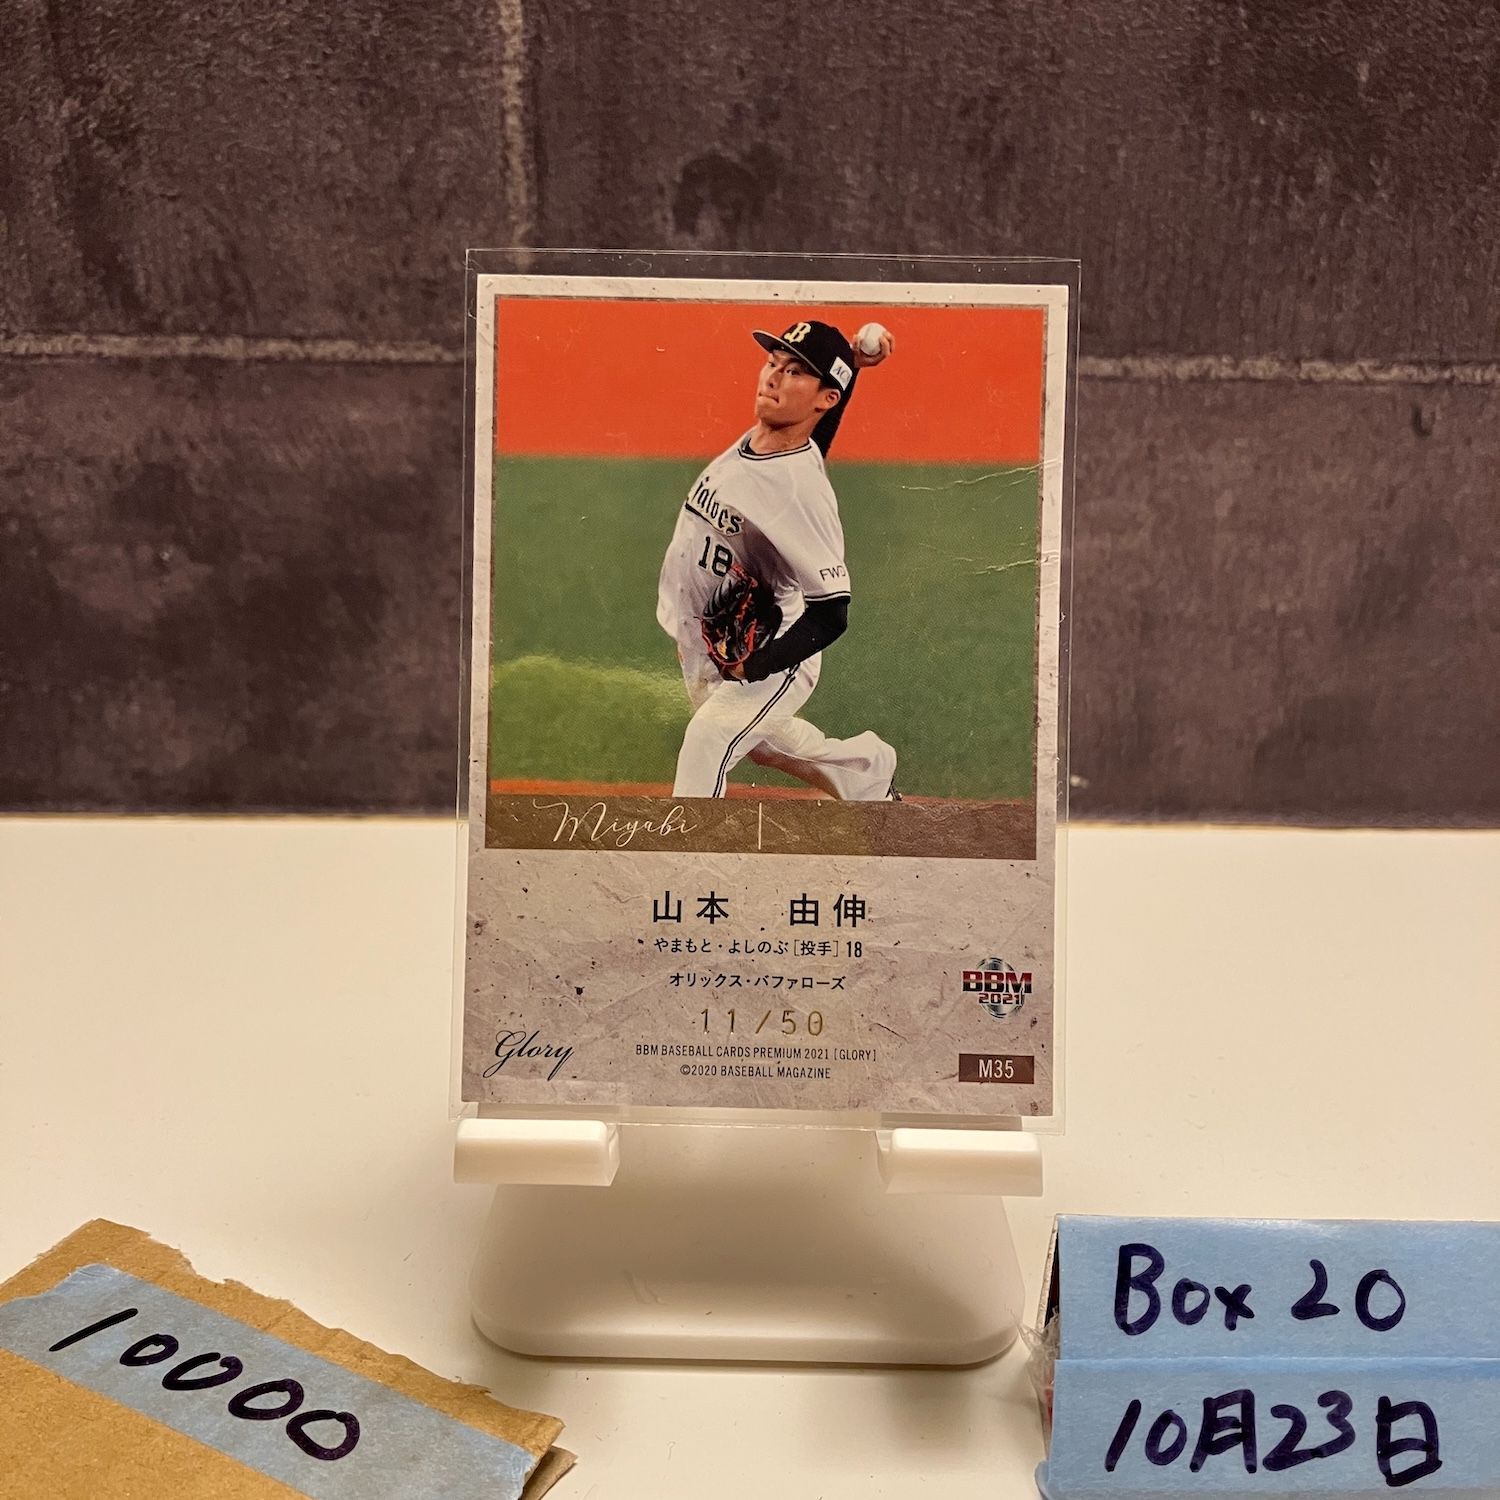 B
AC
faloes
18
FWD
Miyabi
山本 由伸
やまもと・よしのぶ [投手] 18
オリックス・バファローズ
BBM
2021
11/50
Glory
BBM BASEBALL CARDS PREMIUM 2021 [GLORY]
©2020 BASEBALL MAGAZINE
M35
10000
Box 20
10月23日